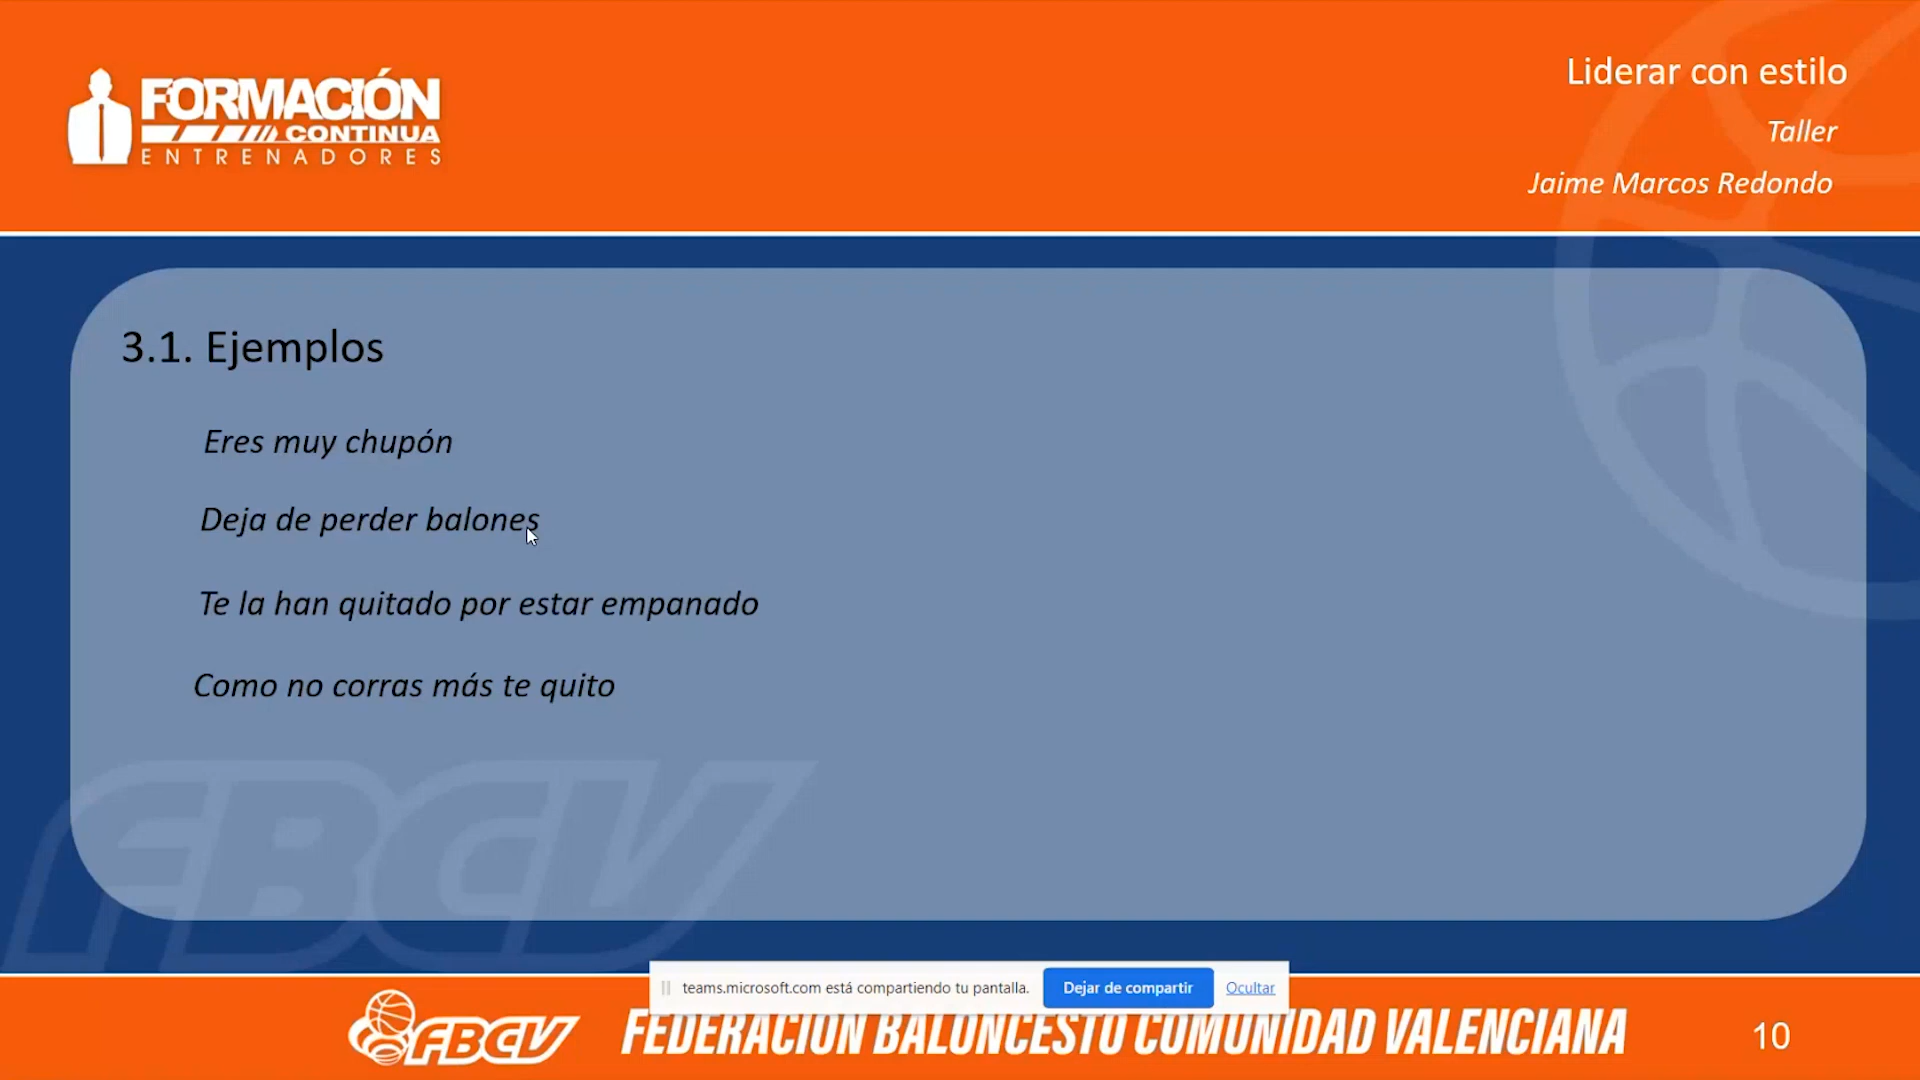 FORMACIÓN
CONTINUA
ENTRENADORES
Liderar con estilo
Taller
Jaime Marcos Redondo
3.1. Ejemplos
Eres muy chupón
Deja de perder balones
Te la han quitado por estar empanado
Como no corras más te quito
FBCV
teams.microsoft.com está compartiendo tu pantalla.
Dejar de compartir
Ocultar
FBCV
FEDERACIÓN BALONCESTO COMUNIDAD VALENCIANA
10